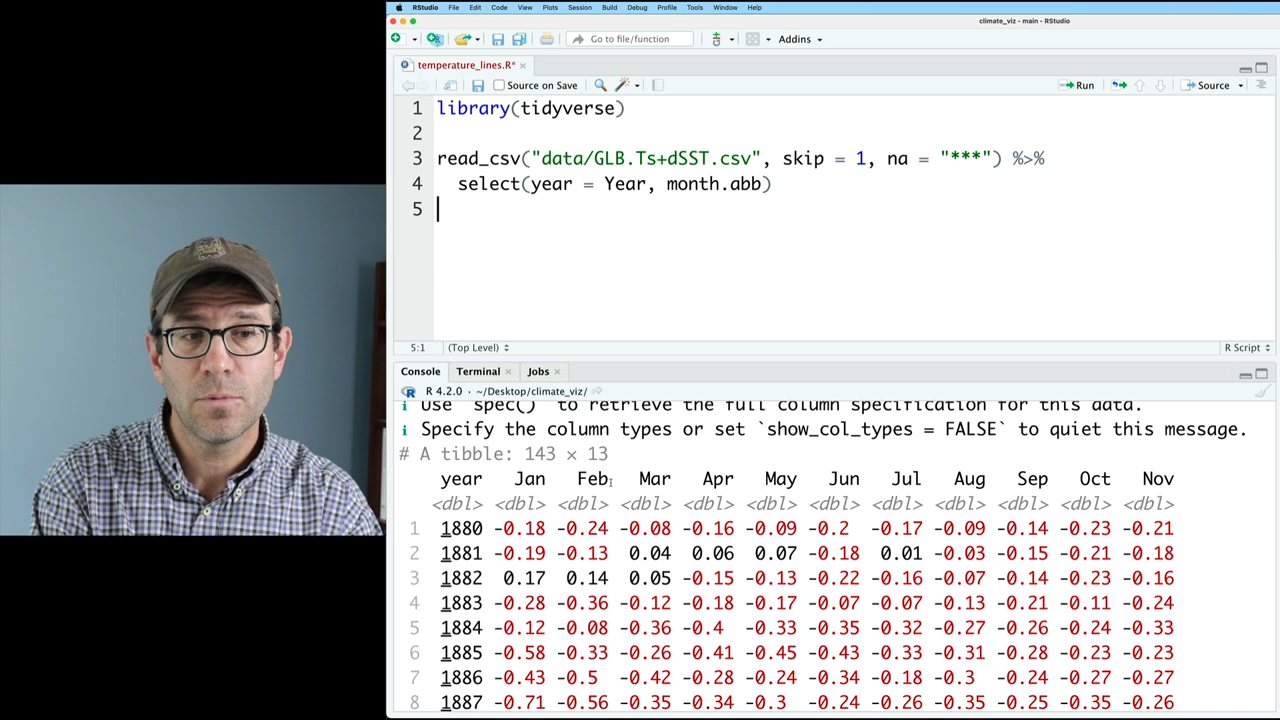 RStudio File Edit Code View Plots Session Build Debug Profile Tools Window Help
climate_viz - main - RStudio
Go to file/function Addins
temperature_lines.R*
Source on Save Run Source
1 library(tidyverse)
2
3 read_csv("data/GLB.Ts+dSST.csv", skip = 1, na = "***") %>%
4 select(year = Year, month.abb)
5
5:1 (Top Level) R Script
Console Terminal Jobs
R 4.2.0 · ~/Desktop/climate_viz/
i Use `spec()` to retrieve the full column specification for this data.
i Specify the column types or set `show_col_types = FALSE` to quiet this message.
# A tibble: 143 × 13
year Jan Feb Mar Apr May Jun Jul Aug Sep Oct Nov
<dbl> <dbl> <dbl> <dbl> <dbl> <dbl> <dbl> <dbl> <dbl> <dbl> <dbl> <dbl>
1 1880 -0.18 -0.24 -0.08 -0.16 -0.09 -0.2 -0.17 -0.09 -0.14 -0.23 -0.21
2 1881 -0.19 -0.13 0.04 0.06 0.07 -0.18 0.01 -0.03 -0.15 -0.21 -0.18
3 1882 0.17 0.14 0.05 -0.15 -0.13 -0.22 -0.16 -0.07 -0.14 -0.23 -0.16
4 1883 -0.28 -0.36 -0.12 -0.18 -0.17 -0.07 -0.07 -0.13 -0.21 -0.11 -0.24
5 1884 -0.12 -0.08 -0.36 -0.4 -0.33 -0.35 -0.32 -0.27 -0.26 -0.24 -0.33
6 1885 -0.58 -0.33 -0.26 -0.41 -0.45 -0.43 -0.33 -0.31 -0.28 -0.23 -0.23
7 1886 -0.43 -0.5 -0.42 -0.28 -0.24 -0.34 -0.18 -0.3 -0.24 -0.27 -0.27
8 1887 -0.71 -0.56 -0.35 -0.34 -0.3 -0.24 -0.26 -0.35 -0.25 -0.35 -0.26